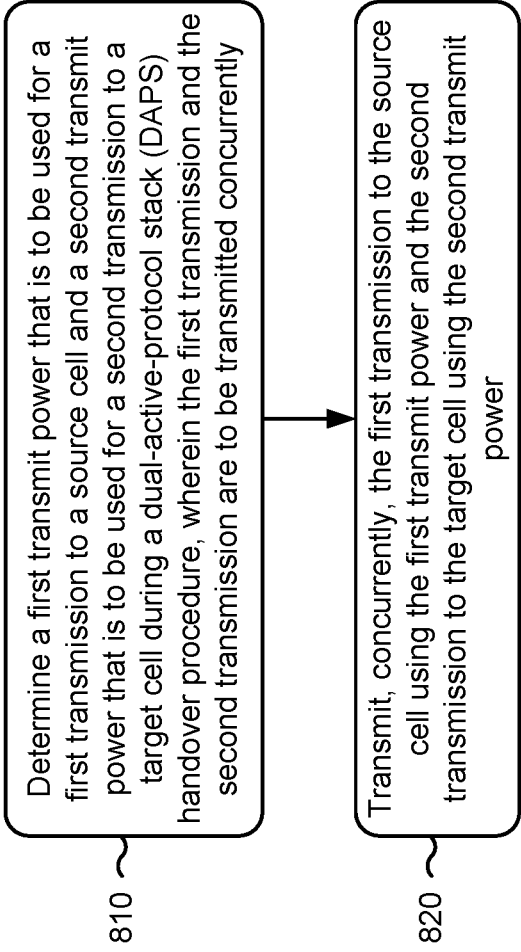 Determine a first transmit power that is to be used for a
first transmission to a source cell and a second transmit
power that is to be used for a second transmission to a
target cell during a dual-active-protocol stack (DAPS)
handover procedure, wherein the first transmission and the
second transmission are to be transmitted concurrently
810
Transmit, concurrently, the first transmission to the source
cell using the first transmit power and the second
transmission to the target cell using the second transmit
power
820